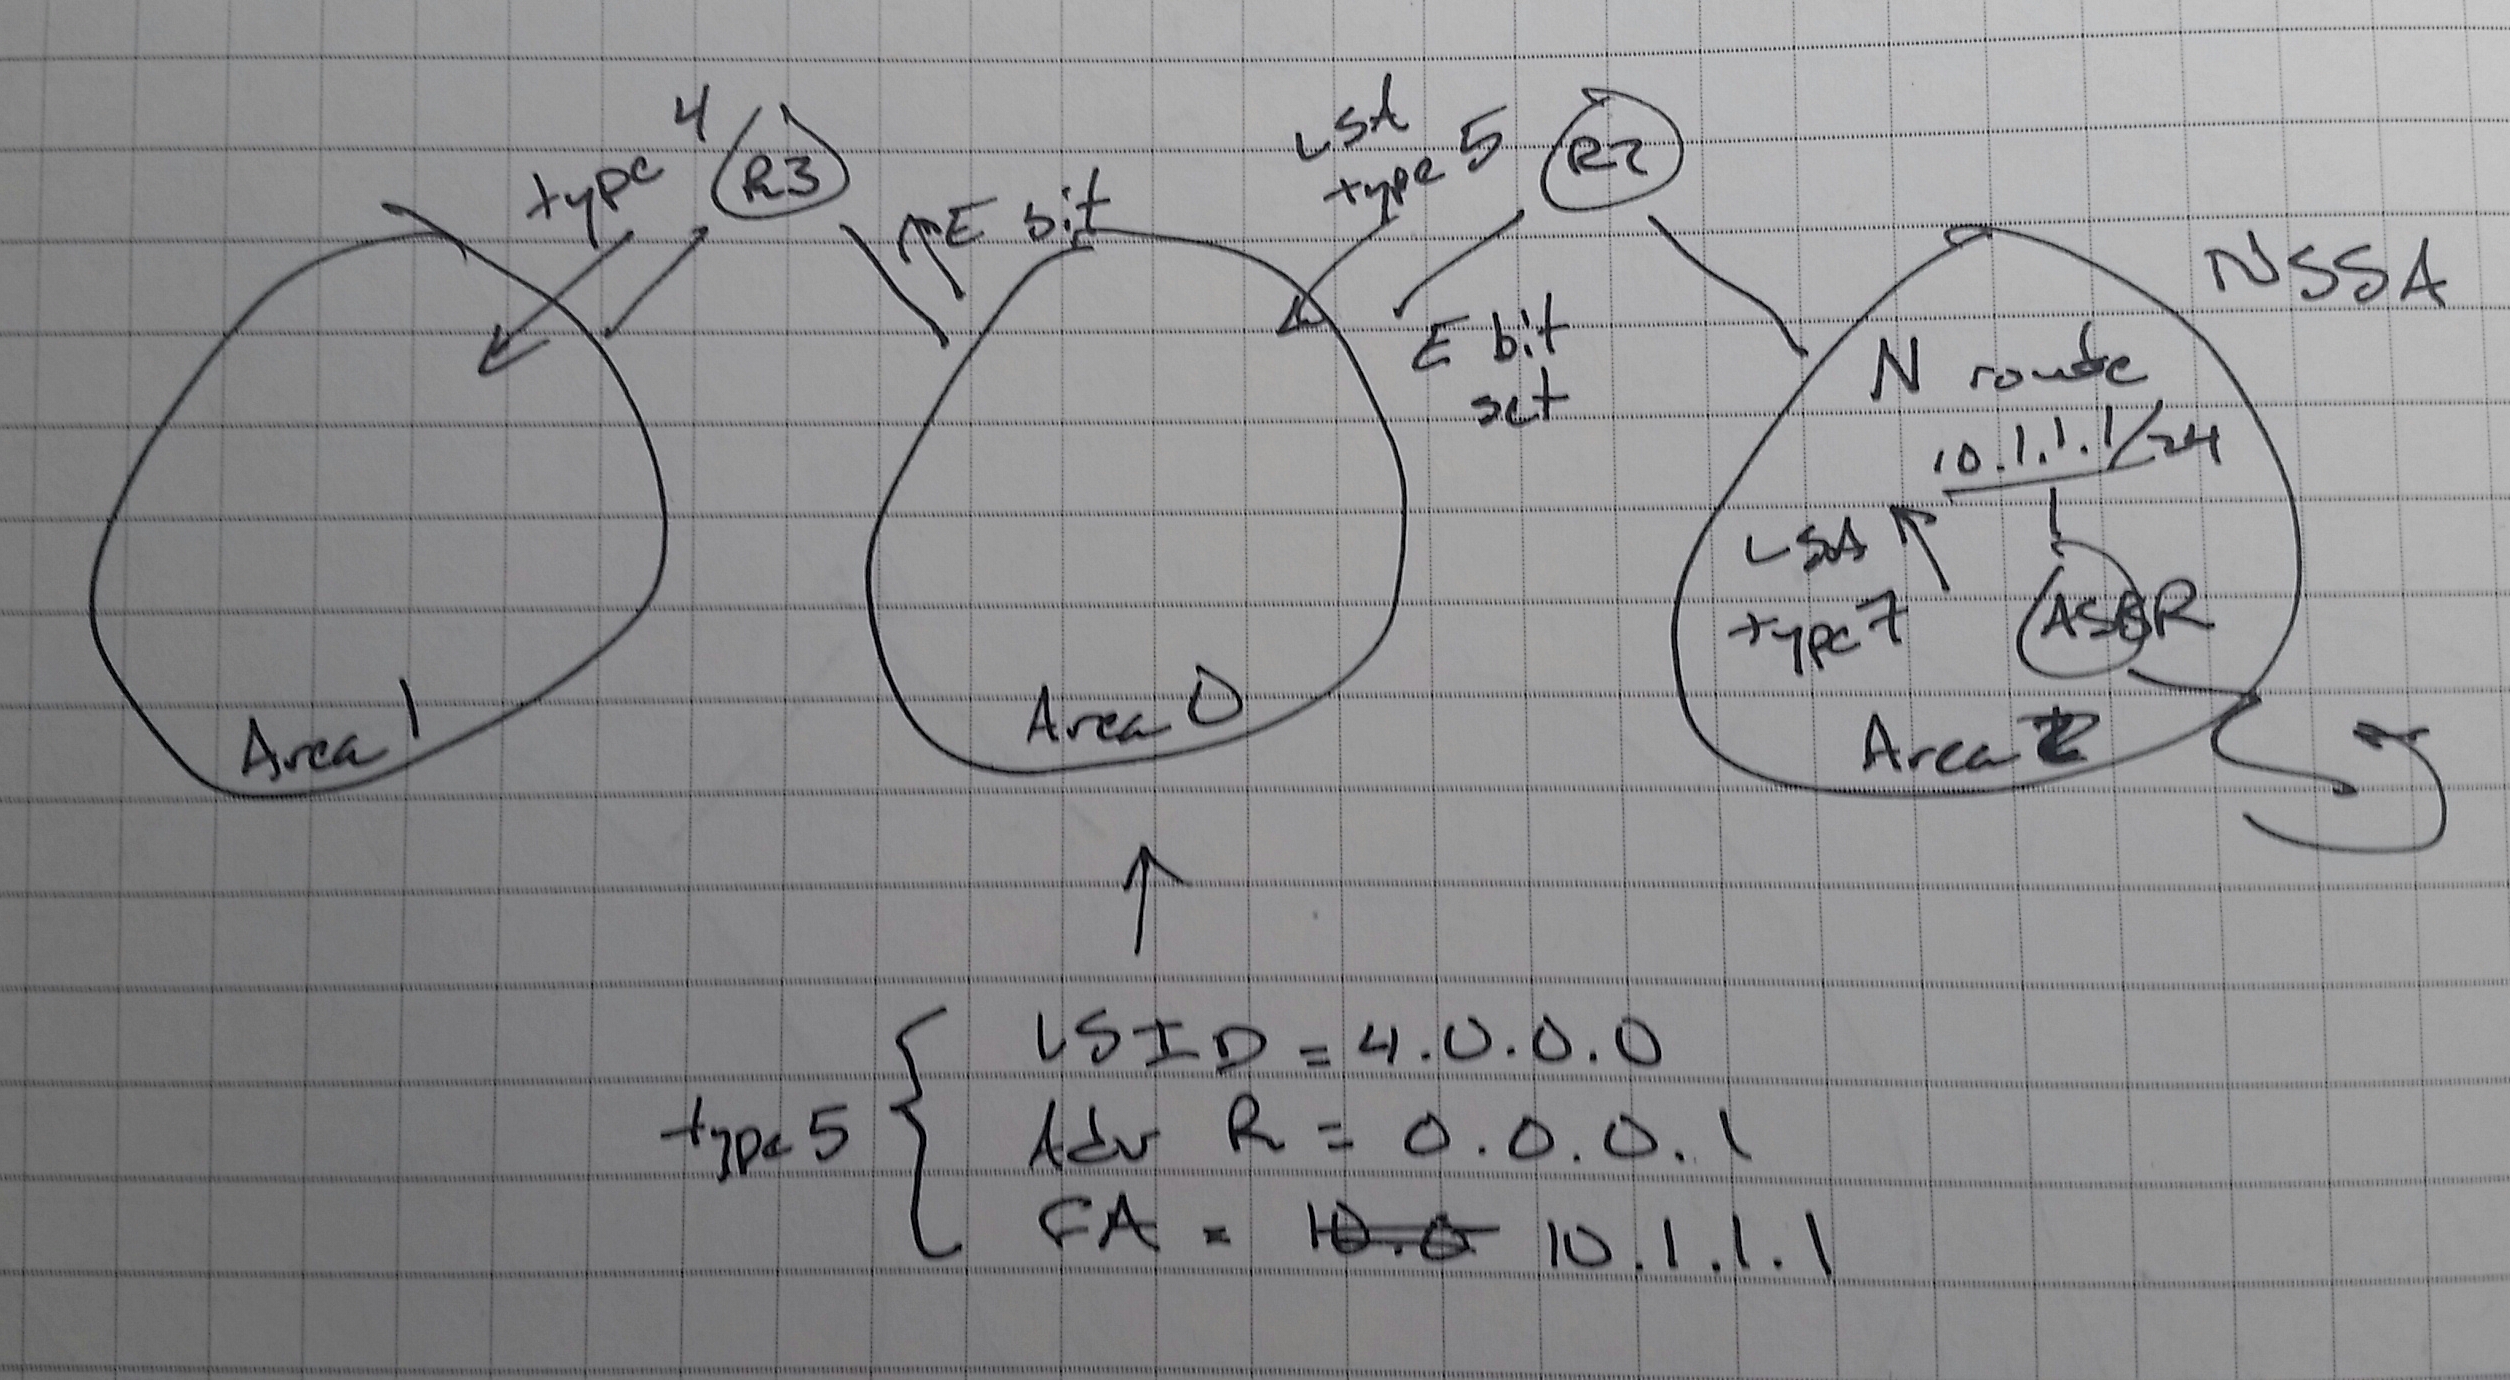 type 4
R3
E bit
LSA
type 5
R2
E bit
set
NSSA
N route
10.1.1.1/24
LSA
type 7
ASBR
Area 1
Area 0
Area 2
type 5
LSID = 4.0.0.0
Adv R = 0.0.0.1
FA = 10.0 10.1.1.1